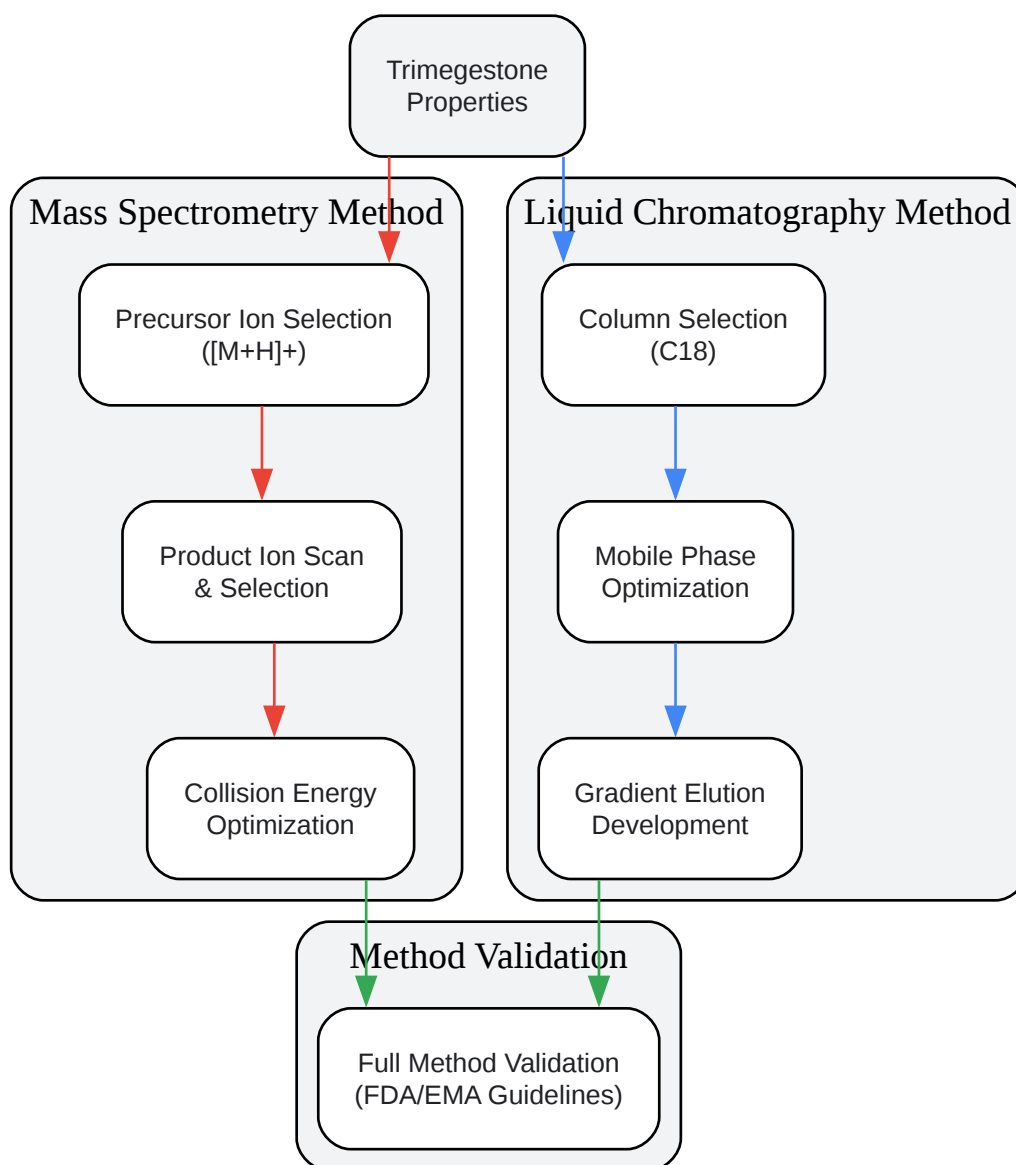 Trimegestone
Properties
Mass Spectrometry Method
Precursor Ion Selection
([M+H]+)
Product Ion Scan
& Selection
Collision Energy
Optimization
Liquid Chromatography Method
Column Selection
(C18)
Mobile Phase
Optimization
Gradient Elution
Development
Method Validation
Full Method Validation
(FDA/EMA Guidelines)